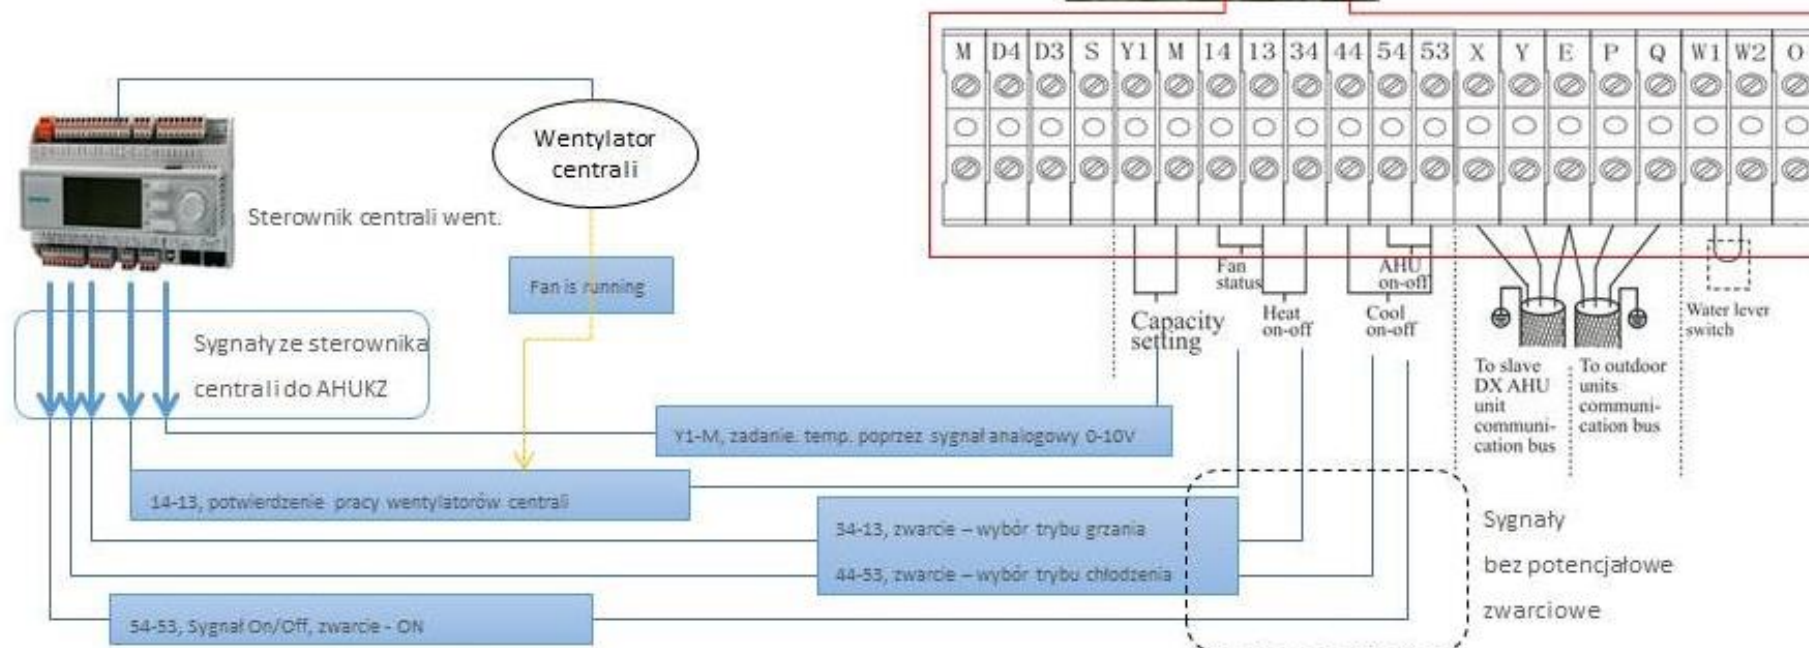 M D4 D3 S Y1 M 14 13 34 44 54 53 X Y E P Q W1 W2 O
Wentylator
centrali
Sterownik centrali went.
Fan is running
Sygnały ze sterownika
centrali do AHUKZ
Fan
status
AHU
on-off
Capacity
setting
Heat
on-off
Cool
on-off
Water lever
switch
To slave
DX AHU
unit
communi-
cation bus
To outdoor
units
communi-
cation bus
Y1-M, zadanie. temp. poprzez sygnał analogowy 0-10V
14-13, potwierdzenie pracy wentylatorów centrali
34-13, zwarcie – wybór trybu grzania
44-53, zwarcie – wybór trybu chłodzenia
54-53, Sygnał On/Off, zwarcie - ON
Sygnały
bez potencjałowe
zwarciowe